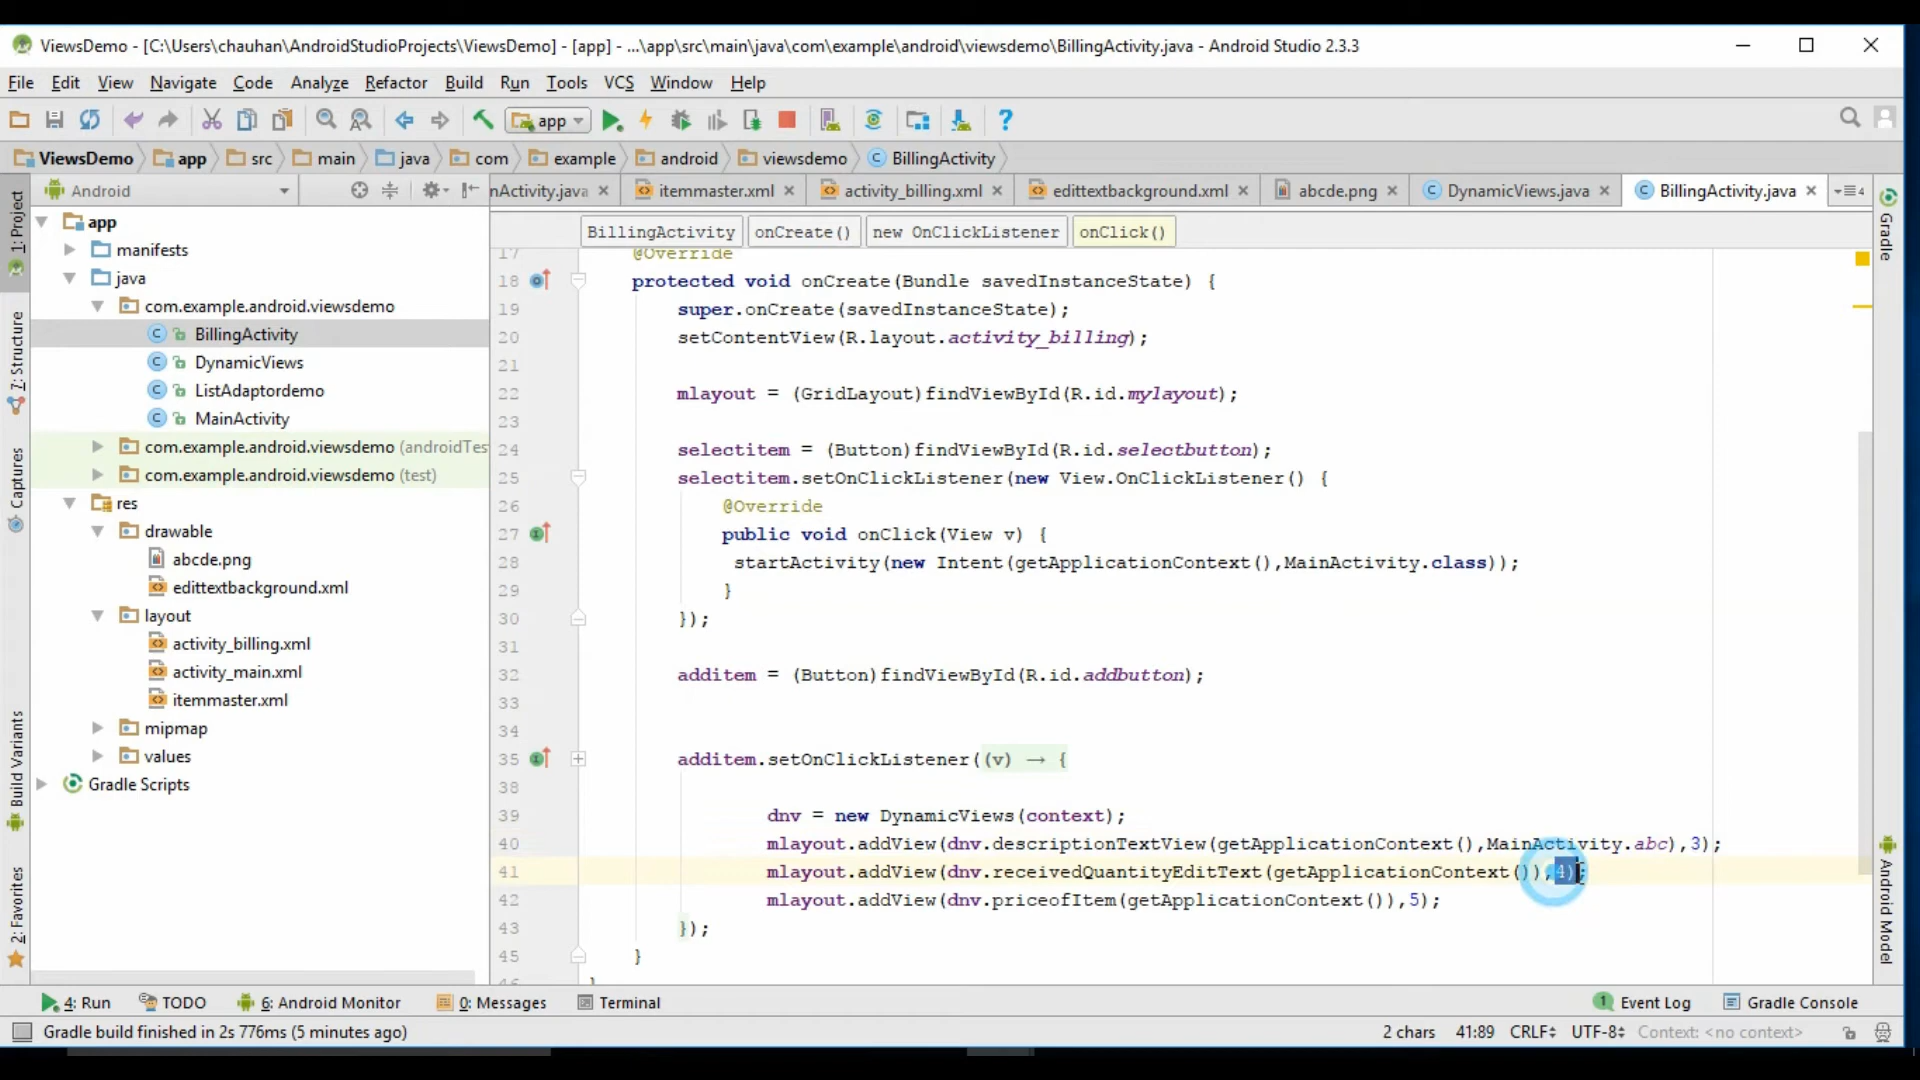 ViewsDemo - [C:\Users\chauhan\AndroidStudioProjects\ViewsDemo] - [app] - ...\app\src\main\java\com\example\android\viewsdemo\BillingActivity.java - Android Studio 2.3.3
File Edit View Navigate Code Analyze Refactor Build Run Tools VCS Window Help
app
ViewsDemo app src main java com example android viewsdemo BillingActivity
Android
nActivity.java itemmaster.xml activity_billing.xml edittextbackground.xml abcde.png DynamicViews.java BillingActivity.java 4
BillingActivity onCreate() new OnClickListener onClick()
1: Project
7: Structure
Captures
Build Variants
2: Favorites
app
manifests
java
com.example.android.viewsdemo
BillingActivity
DynamicViews
ListAdaptordemo
MainActivity
com.example.android.viewsdemo (androidTes
com.example.android.viewsdemo (test)
res
drawable
abcde.png
edittextbackground.xml
layout
activity_billing.xml
activity_main.xml
itemmaster.xml
mipmap
values
Gradle Scripts
17 @Override
18 protected void onCreate(Bundle savedInstanceState) {
19 super.onCreate(savedInstanceState);
20 setContentView(R.layout.activity_billing);
21
22 mlayout = (GridLayout)findViewById(R.id.mylayout);
23
24 selectitem = (Button)findViewById(R.id.selectbutton);
25 selectitem.setOnClickListener(new View.OnClickListener() {
26 @Override
27 public void onClick(View v) {
28 startActivity(new Intent(getApplicationContext(),MainActivity.class));
29 }
30 });
31
32 additem = (Button)findViewById(R.id.addbutton);
33
34
35 additem.setOnClickListener((v) → {
38
39 dnv = new DynamicViews(context);
40 mlayout.addView(dnv.descriptionTextView(getApplicationContext(),MainActivity.abc),3);
41 mlayout.addView(dnv.receivedQuantityEditText(getApplicationContext()),4);
42 mlayout.addView(dnv.priceofItem(getApplicationContext()),5);
43 });
45 }
Gradle
Android Model
4: Run TODO 6: Android Monitor 0: Messages Terminal 1 Event Log Gradle Console
Gradle build finished in 2s 776ms (5 minutes ago) 2 chars 41:89 CRLF UTF-8 Context: <no context>